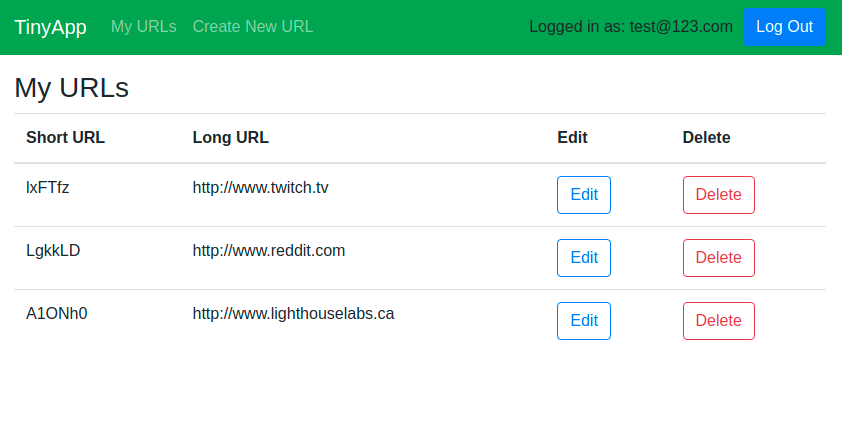 TinyApp My URLs Create New URL Logged in as: test@123.com Log Out
My URLs
Short URL Long URL Edit Delete
lxFTfz http://www.twitch.tv Edit Delete
LgkkLD http://www.reddit.com Edit Delete
A1ONh0 http://www.lighthouselabs.ca Edit Delete